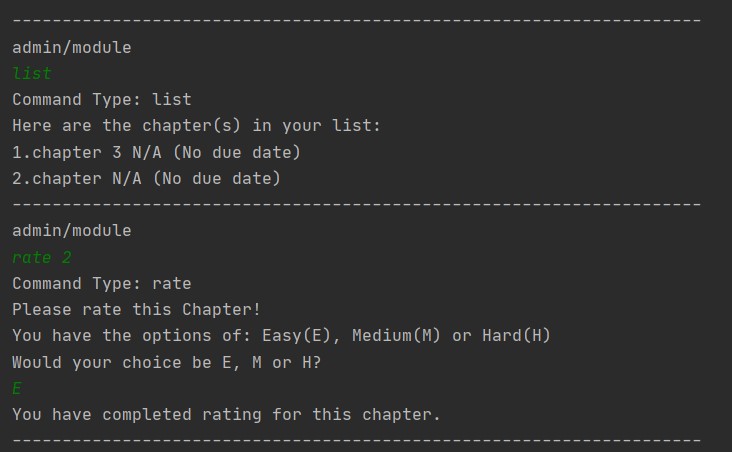 ---------------------------------------------------------------------
admin/module
list
Command Type: list
Here are the chapter(s) in your list:
1.chapter 3 N/A (No due date)
2.chapter N/A (No due date)
---------------------------------------------------------------------
admin/module
rate 2
Command Type: rate
Please rate this Chapter!
You have the options of: Easy(E), Medium(M) or Hard(H)
Would your choice be E, M or H?
E
You have completed rating for this chapter.
---------------------------------------------------------------------